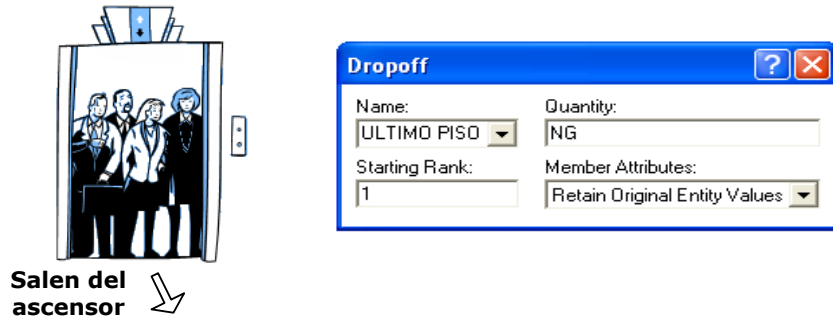 Dropoff
Name:
Quantity:
ULTIMO PISO
NG
Starting Rank:
Member Attributes:
1
Retain Original Entity Values
Salen del
ascensor